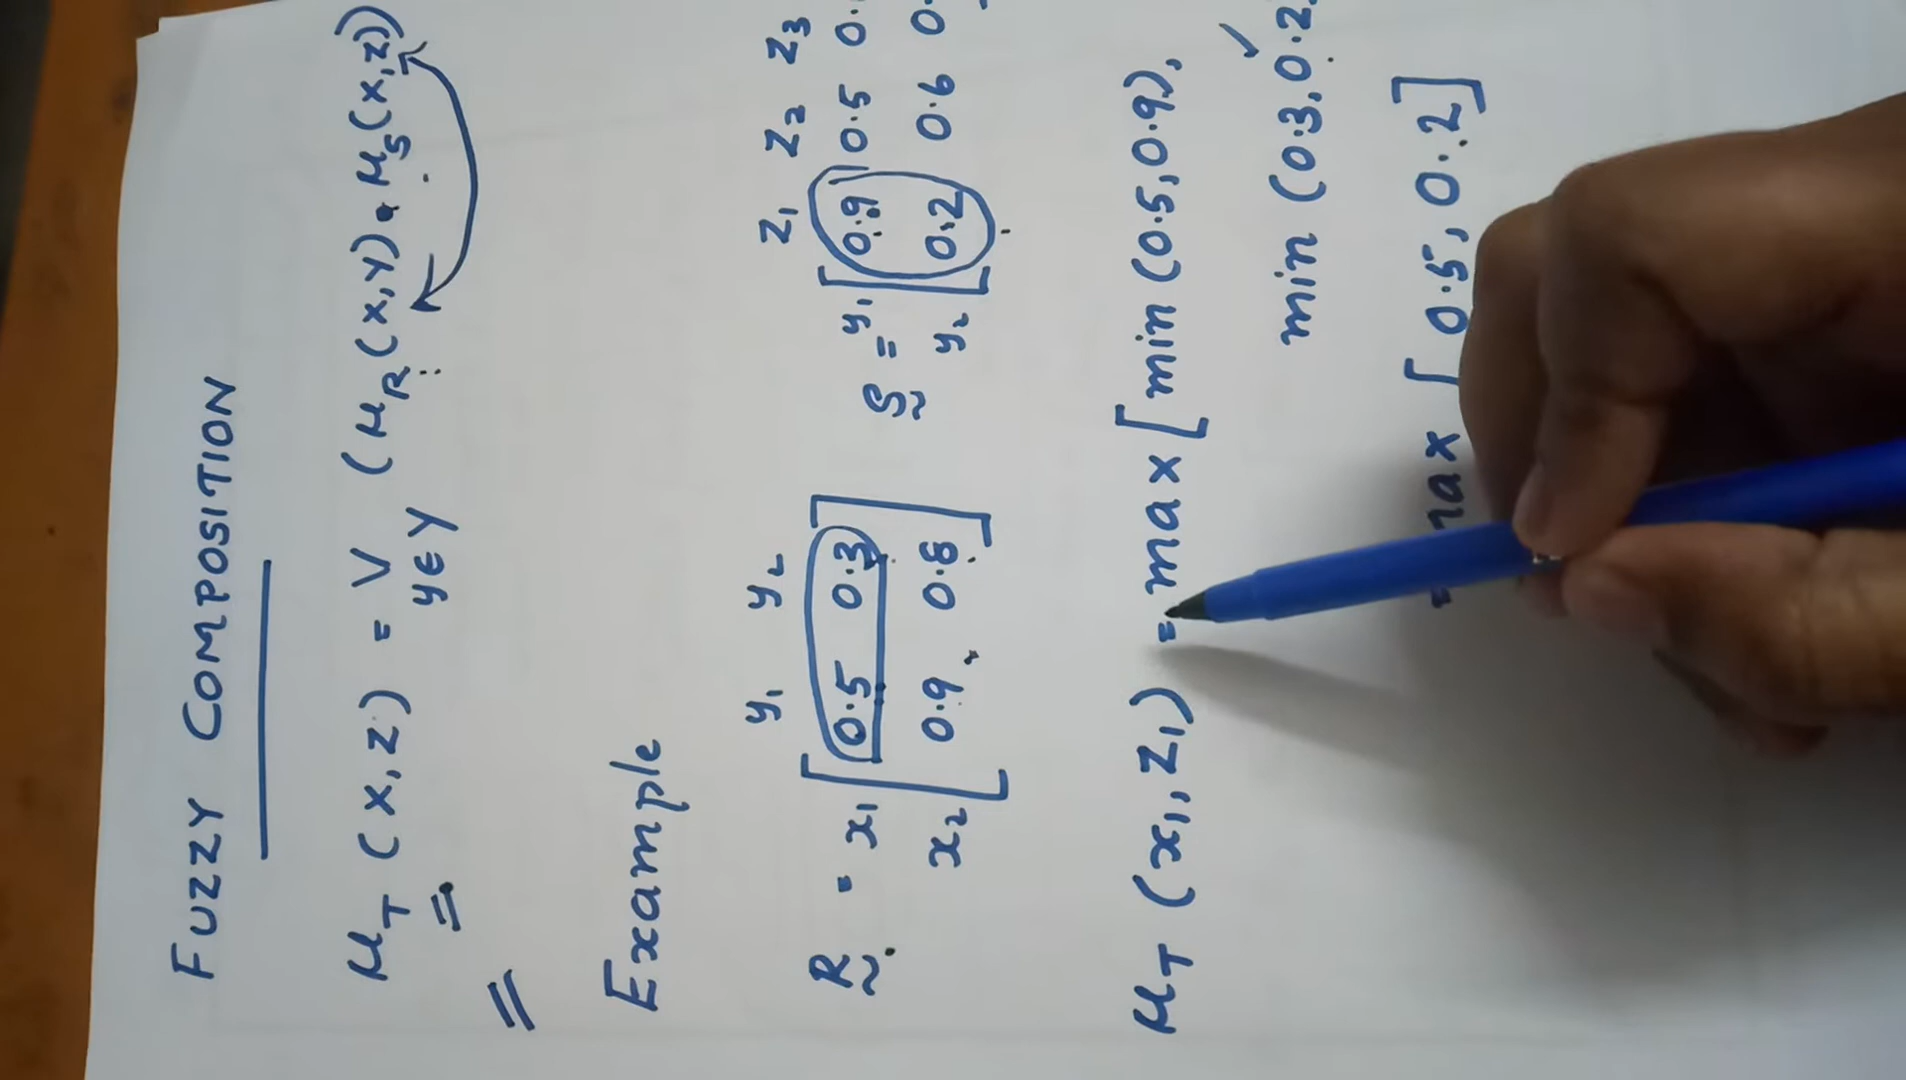 FUZZY COMPOSITION
μT (x, z) = V (μR (x, y) • μS (x, z))
y∈Y
Example
y1 y2
z1 z2 z3
R = x1 [ 0.5 0.3 ]
x2 0.9 0.8
S = y1 [ 0.9 0.5
y2 0.2 0.6
μT (x1, z1) = max [ min (0.5, 0.9),
min (0.3, 0.2
= max [ 0.5, 0.2 ]